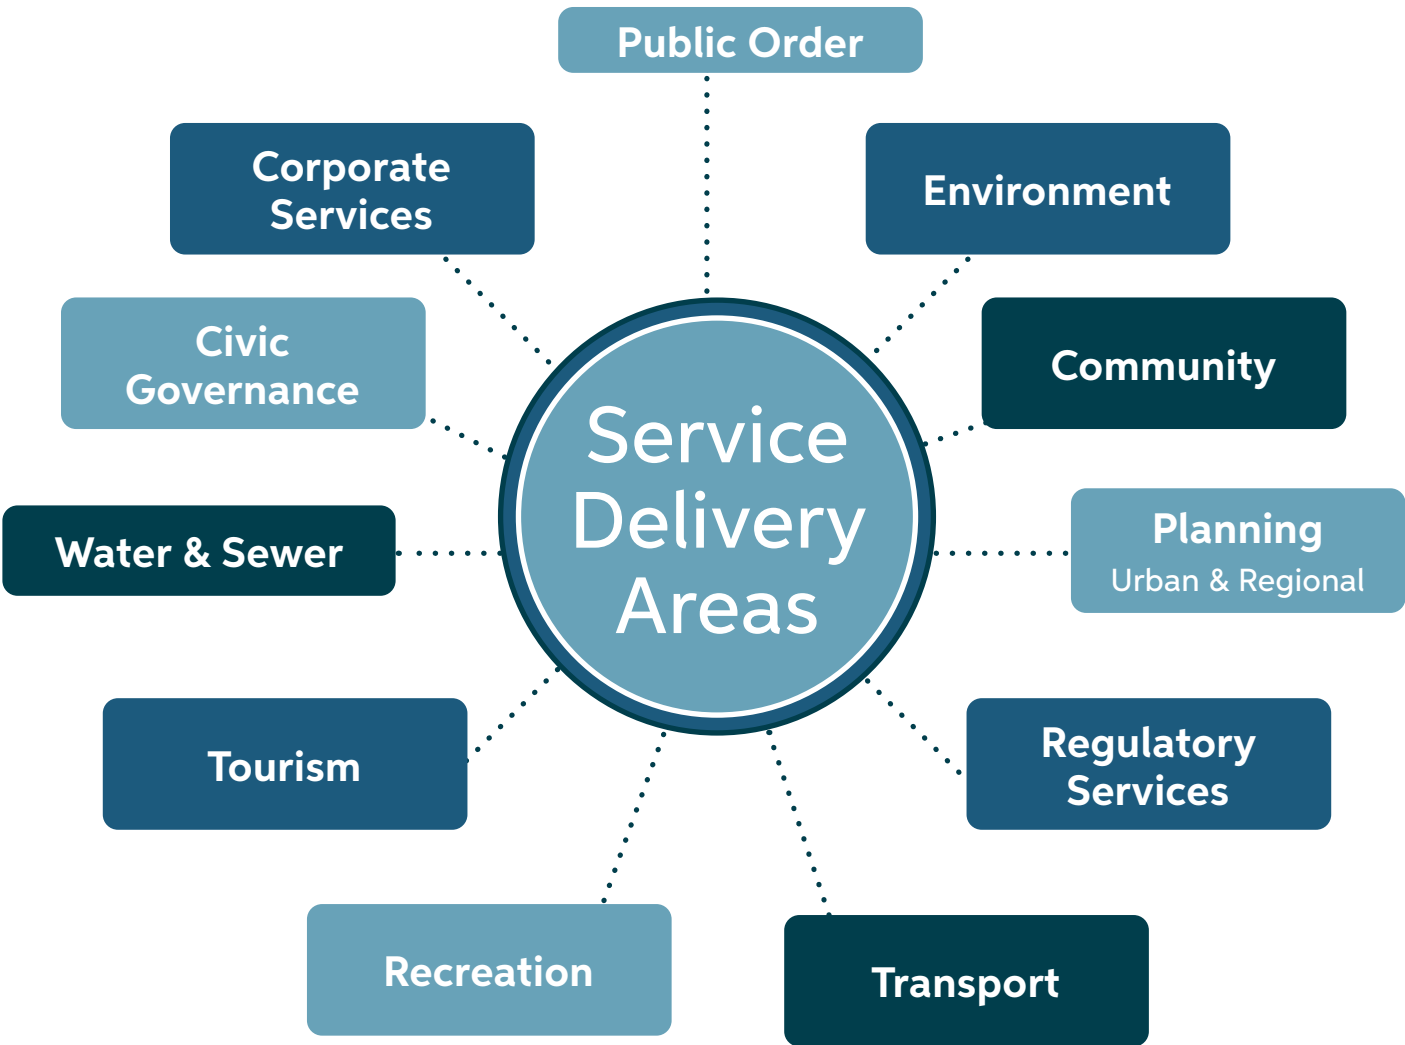 Public Order
Corporate
Services
Environment
Civic
Governance
Community
Service
Delivery
Areas
Water & Sewer
Planning
Urban & Regional
Tourism
Regulatory
Services
Recreation
Transport